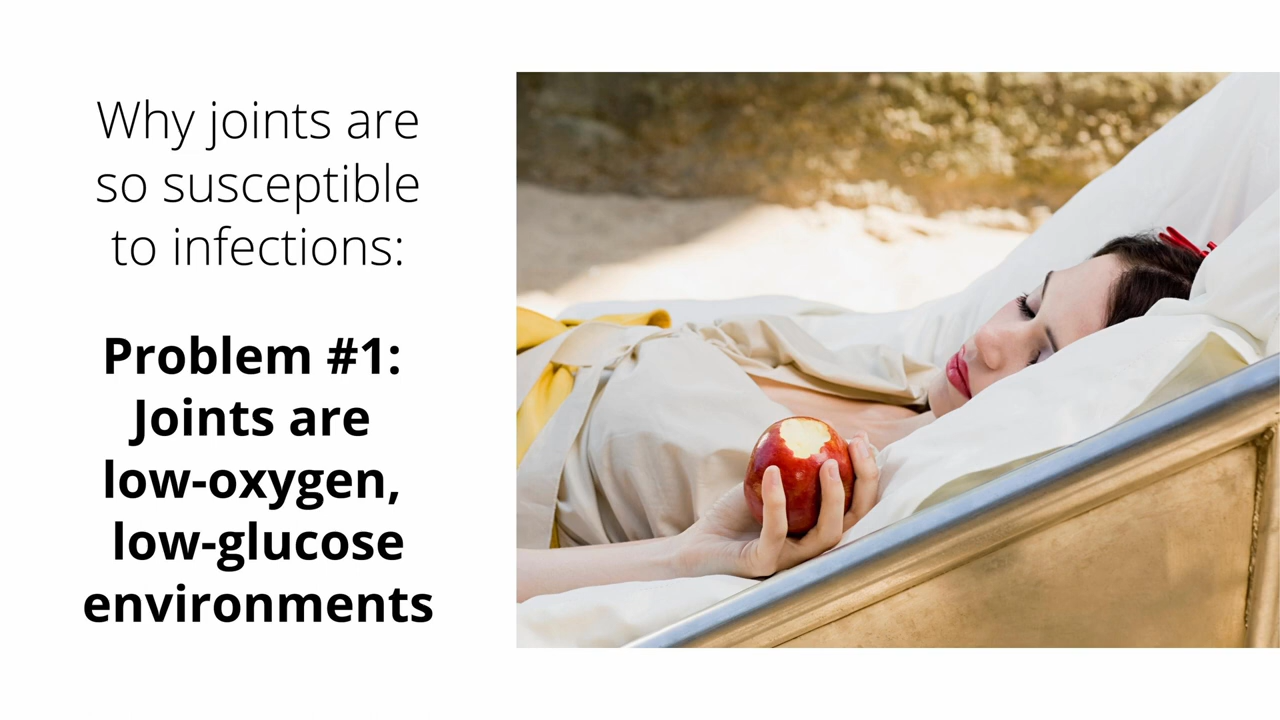 Why joints are
so susceptible
to infections:
Problem #1:
Joints are
low-oxygen,
low-glucose
environments